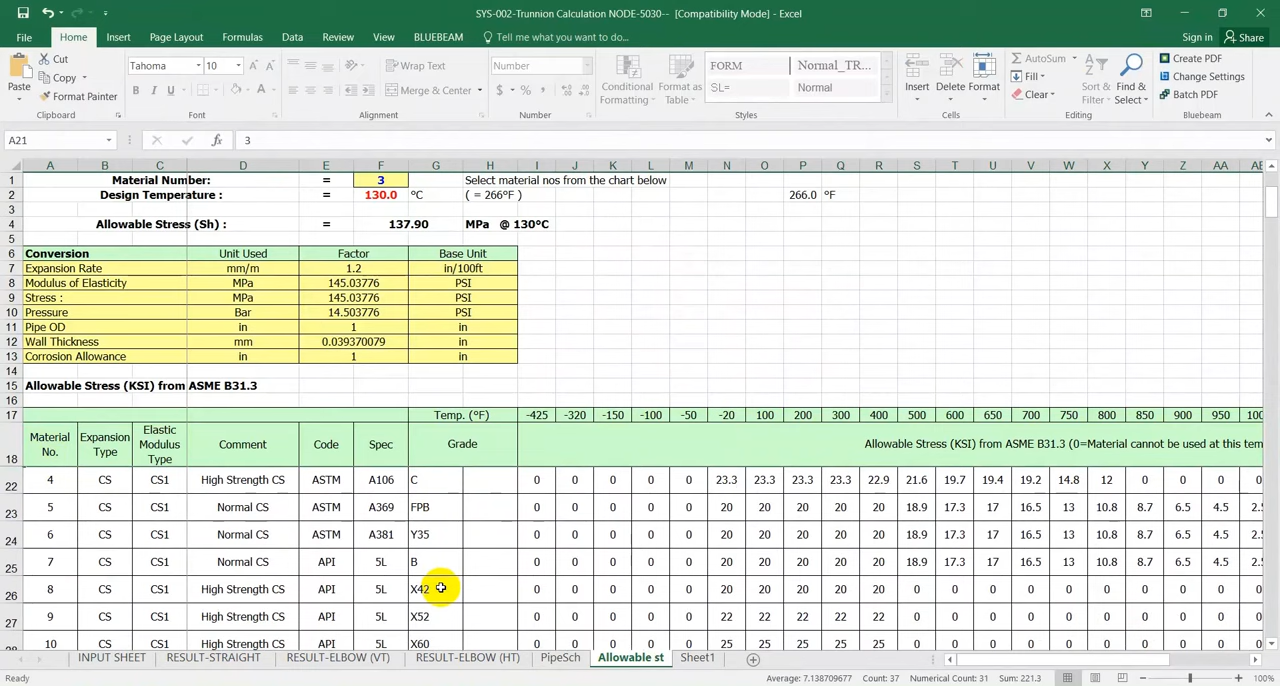 SYS-002-Trunnion Calculation NODE-5030-- [Compatibility Mode] - Excel
File Home Insert Page Layout Formulas Data Review View BLUEBEAM Tell me what you want to do... Sign in Share
Paste Cut Copy Format Painter
Clipboard
Tahoma 10
B I U
Font
Wrap Text
Merge & Center
Alignment
Number
$ % ,
Number
Conditional Formatting Format as Table
FORM Normal_TR...
SL= Normal
Styles
Insert Delete Format
Cells
AutoSum
Fill
Clear
Sort & Filter Find & Select
Editing
Create PDF
Change Settings
Batch PDF
Bluebeam
A21 fx 3
A B C D E F G H I J K L M N O P Q R S T U V W X Y Z AA
1 Material Number: = 3 Select material nos from the chart below
2 Design Temperature : = 130.0 °C ( = 266°F ) 266.0 °F
3
4 Allowable Stress (Sh) : = 137.90 MPa @ 130°C
5
6 Conversion Unit Used Factor Base Unit
7 Expansion Rate mm/m 1.2 in/100ft
8 Modulus of Elasticity MPa 145.03776 PSI
9 Stress : MPa 145.03776 PSI
10 Pressure Bar 14.503776 PSI
11 Pipe OD in 1 in
12 Wall Thickness mm 0.039370079 in
13 Corrosion Allowance in 1 in
14
15 Allowable Stress (KSI) from ASME B31.3
16
17 Temp. (°F) -425 -320 -150 -100 -50 -20 100 200 300 400 500 600 650 700 750 800 850 900 950
18 Material No. Expansion Type Elastic Modulus Type Comment Code Spec Grade Allowable Stress (KSI) from ASME B31.3 (0=Material cannot be used at this tem
22 4 CS CS1 High Strength CS ASTM A106 C 0 0 0 0 0 23.3 23.3 23.3 23.3 22.9 21.6 19.7 19.4 19.2 14.8 12 0 0 0
23 5 CS CS1 Normal CS ASTM A369 FPB 0 0 0 0 0 20 20 20 20 20 18.9 17.3 17 16.5 13 10.8 8.7 6.5 4.5
24 6 CS CS1 Normal CS ASTM A381 Y35 0 0 0 0 0 20 20 20 20 20 18.9 17.3 17 16.5 13 10.8 8.7 6.5 4.5
25 7 CS CS1 Normal CS API 5L B 0 0 0 0 0 20 20 20 20 20 18.9 17.3 17 16.5 13 10.8 8.7 6.5 4.5
26 8 CS CS1 High Strength CS API 5L X42 0 0 0 0 0 20 20 20 20 20 0 0 0 0 0 0 0 0 0
27 9 CS CS1 High Strength CS API 5L X52 0 0 0 0 0 22 22 22 22 22 0 0 0 0 0 0 0 0 0
10 CS CS1 High Strength CS API 5L X60 0 0 0 0 0 25 25 25 25 25 0 0 0 0 0 0 0 0 0
INPUT SHEET RESULT-STRAIGHT RESULT-ELBOW (VT) RESULT-ELBOW (HT) PipeSch Allowable st Sheet1
Ready Average: 7.138709677 Count: 37 Numerical Count: 31 Sum: 221.3 100%